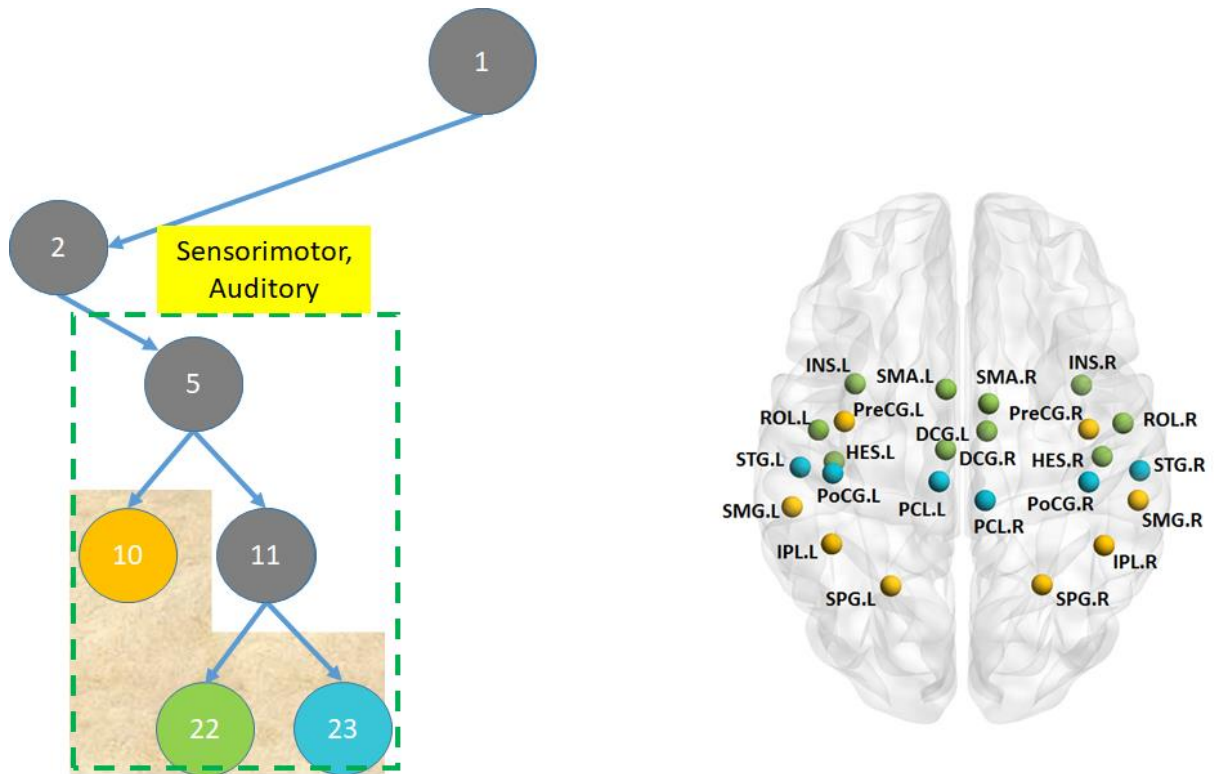 1
2
Sensorimotor,
Auditory
5
10
11
22
23
INS.L
SMA.L
SMA.R
INS.R
ROL.L
PreCG.L
DCG.L
PreCG.R
ROL.R
STG.L
HES.L
DCG.R
HES.R
STG.R
SMG.L
PoCG.L
PCL.L
PCL.R
PoCG.R
SMG.R
IPL.L
IPL.R
SPG.L
SPG.R